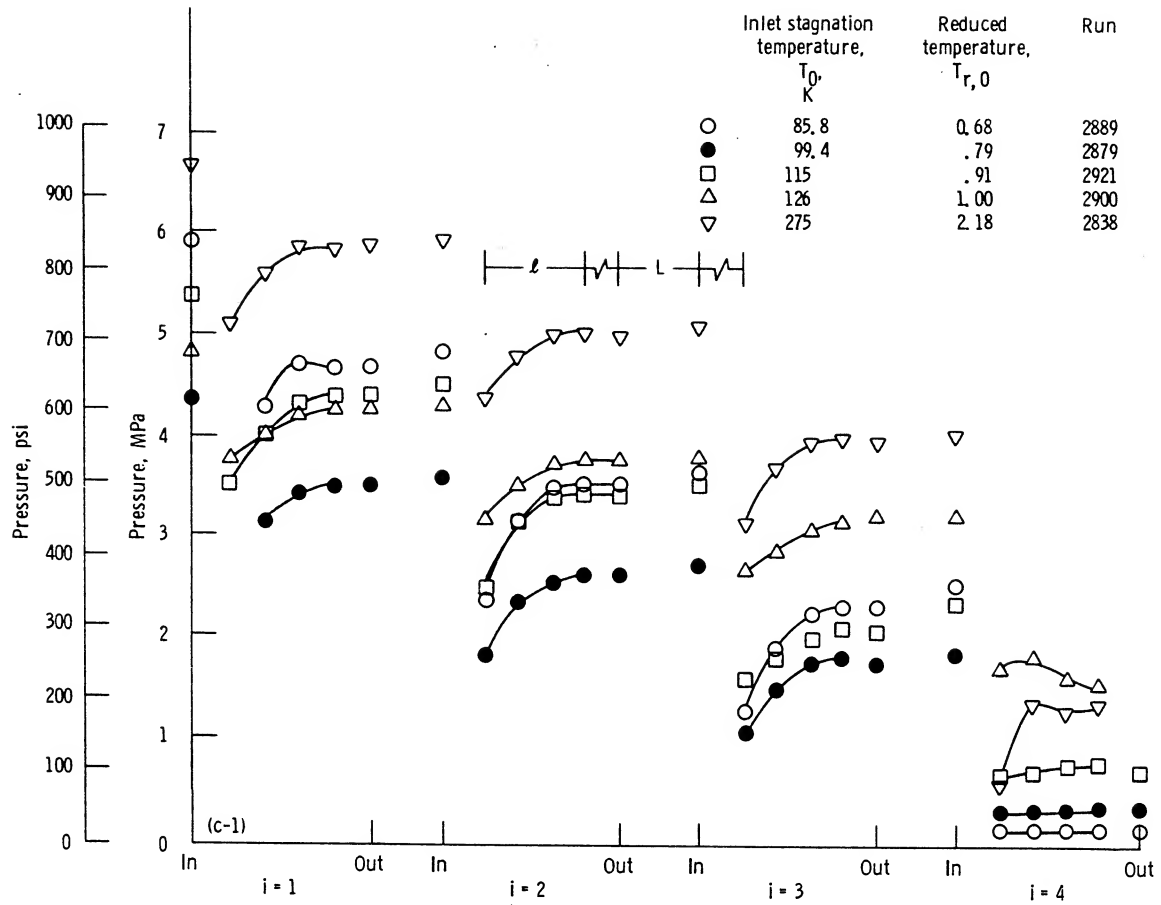 Inlet stagnation temperature, T0, K
Reduced temperature, Tr,0
Run
85.8 0.68 2889
99.4 .79 2879
115 .91 2921
126 1.00 2900
275 2.18 2838
Pressure, psi
1000
900
800
700
600
500
400
300
200
100
0
Pressure, MPa
7
6
5
4
3
2
1
0
ℓ
L
(c-1)
In Out In Out In Out In Out
i = 1 i = 2 i = 3 i = 4